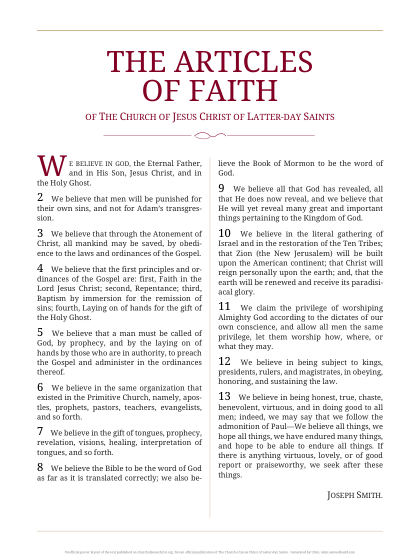 THE ARTICLES
OF FAITH
OF THE CHURCH OF JESUS CHRIST OF LATTER-DAY SAINTS
WE BELIEVE IN GOD, the Eternal Father,
and in His Son, Jesus Christ, and in
the Holy Ghost.
2 We believe that men will be punished for
their own sins, and not for Adam's transgres-
sion.
3 We believe that through the Atonement of
Christ, all mankind may be saved, by obedi-
ence to the laws and ordinances of the Gospel.
4 We believe that the first principles and or-
dinances of the Gospel are: first, Faith in the
Lord Jesus Christ; second, Repentance; third,
Baptism by immersion for the remission of
sins; fourth, Laying on of hands for the gift of
the Holy Ghost.
5 We believe that a man must be called of
God, by prophecy, and by the laying on of
hands by those who are in authority, to preach
the Gospel and administer in the ordinances
thereof.
6 We believe in the same organization that
existed in the Primitive Church, namely, apos-
tles, prophets, pastors, teachers, evangelists,
and so forth.
7 We believe in the gift of tongues, prophecy,
revelation, visions, healing, interpretation of
tongues, and so forth.
8 We believe the Bible to be the word of God
as far as it is translated correctly; we also be-
lieve the Book of Mormon to be the word of
God.
9 We believe all that God has revealed, all
that He does now reveal, and we believe that
He will yet reveal many great and important
things pertaining to the Kingdom of God.
10 We believe in the literal gathering of
Israel and in the restoration of the Ten Tribes;
that Zion (the New Jerusalem) will be built
upon the American continent; that Christ will
reign personally upon the earth; and, that the
earth will be renewed and receive its paradisi-
acal glory.
11 We claim the privilege of worshiping
Almighty God according to the dictates of our
own conscience, and allow all men the same
privilege, let them worship how, where, or
what they may.
12 We believe in being subject to kings,
presidents, rulers, and magistrates, in obeying,
honoring, and sustaining the law.
13 We believe in being honest, true, chaste,
benevolent, virtuous, and in doing good to all
men; indeed, we may say that we follow the
admonition of Paul—We believe all things, we
hope all things, we have endured many things,
and hope to be able to endure all things. If
there is anything virtuous, lovely, or of good
report or praiseworthy, we seek after these
things.
JOSEPH SMITH.